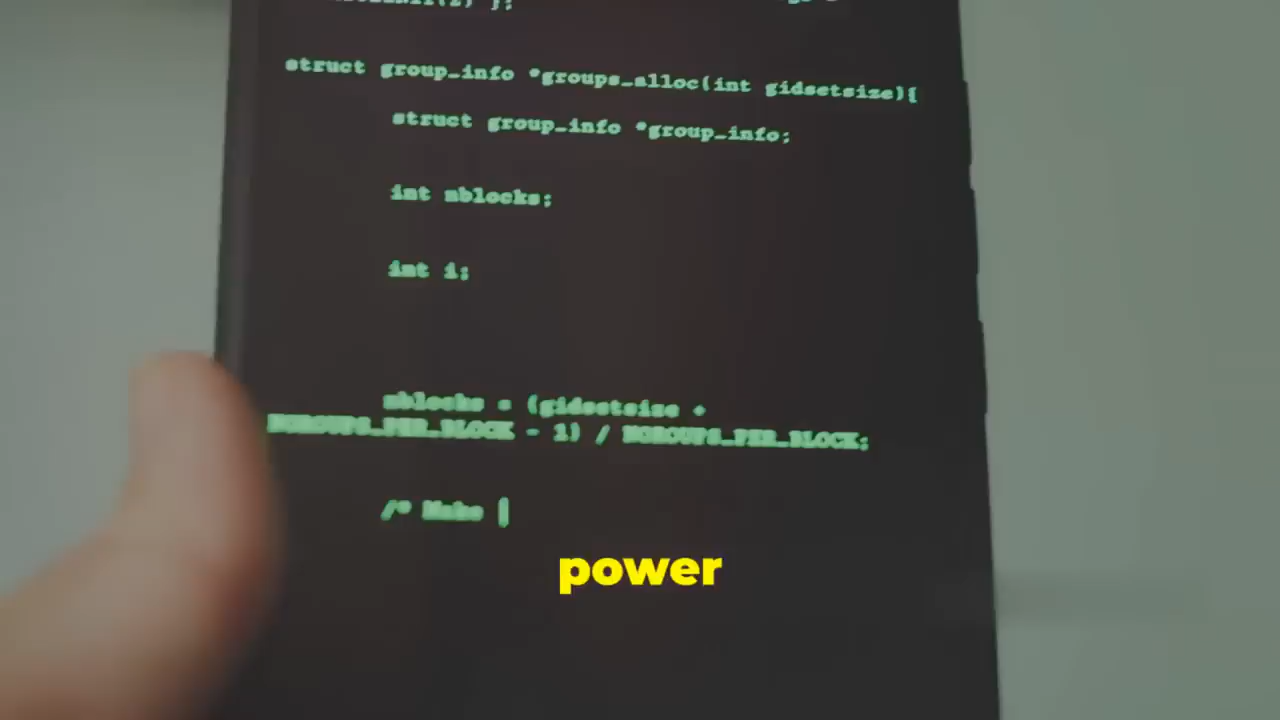 struct group_info *groups_alloc(int gidsetsize){
struct group_info *group_info;
int nblocks;
int i;
nblocks = (gidsetsize +
NGROUPS_PER_BLOCK - 1) / NGROUPS_PER_BLOCK;
/* Make
power